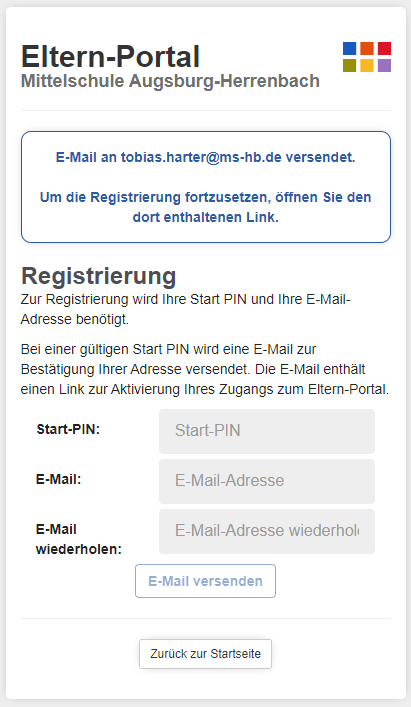 Eltern-Portal
Mittelschule Augsburg-Herrenbach
E-Mail an tobias.harter@ms-hb.de versendet.
Um die Registrierung fortzusetzen, öffnen Sie den
dort enthaltenen Link.
Registrierung
Zur Registrierung wird Ihre Start PIN und Ihre E-Mail-
Adresse benötigt.
Bei einer gültigen Start PIN wird eine E-Mail zur
Bestätigung Ihrer Adresse versendet. Die E-Mail enthält
einen Link zur Aktivierung Ihres Zugangs zum Eltern-Portal.
Start-PIN:
Start-PIN
E-Mail:
E-Mail-Adresse
E-Mail
wiederholen:
E-Mail-Adresse wiederhol
E-Mail versenden
Zurück zur Startseite